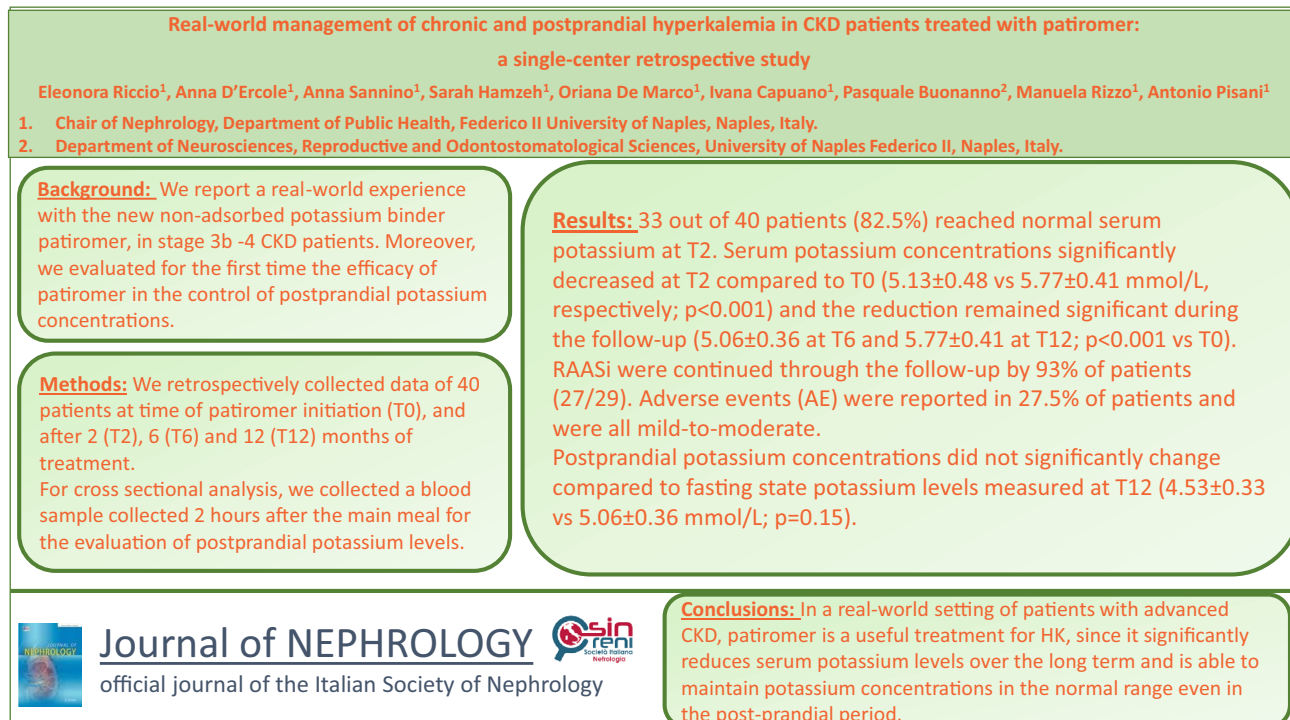 Real-world management of chronic and postprandial hyperkalemia in CKD patients treated with patiromer:
a single-center retrospective study
Eleonora Riccio1, Anna D'Ercole1, Anna Sannino1, Sarah Hamzeh1, Oriana De Marco1, Ivana Capuano1, Pasquale Buonanno2, Manuela Rizzo1, Antonio Pisani1
1. Chair of Nephrology, Department of Public Health, Federico II University of Naples, Naples, Italy.
2. Department of Neurosciences, Reproductive and Odontostomatological Sciences, University of Naples Federico II, Naples, Italy.
Background: We report a real-world experience
with the new non-adsorbed potassium binder
patiromer, in stage 3b -4 CKD patients. Moreover,
we evaluated for the first time the efficacy of
patiromer in the control of postprandial potassium
concentrations.
Methods: We retrospectively collected data of 40
patients at time of patiromer initiation (T0), and
after 2 (T2), 6 (T6) and 12 (T12) months of
treatment.
For cross sectional analysis, we collected a blood
sample collected 2 hours after the main meal for
the evaluation of postprandial potassium levels.
Results: 33 out of 40 patients (82.5%) reached normal serum
potassium at T2. Serum potassium concentrations significantly
decreased at T2 compared to T0 (5.13±0.48 vs 5.77±0.41 mmol/L,
respectively; p<0.001) and the reduction remained significant during
the follow-up (5.06±0.36 at T6 and 5.77±0.41 at T12; p<0.001 vs T0).
RAASi were continued through the follow-up by 93% of patients
(27/29). Adverse events (AE) were reported in 27.5% of patients and
were all mild-to-moderate.
Postprandial potassium concentrations did not significantly change
compared to fasting state potassium levels measured at T12 (4.53±0.33
vs 5.06±0.36 mmol/L; p=0.15).
JOURNAL OF
NEPHROLOGY
Journal of NEPHROLOGY
official journal of the Italian Society of Nephrology
sin
reni
Società Italiana
Nefrologia
Conclusions: In a real-world setting of patients with advanced
CKD, patiromer is a useful treatment for HK, since it significantly
reduces serum potassium levels over the long term and is able to
maintain potassium concentrations in the normal range even in
the post-prandial period.